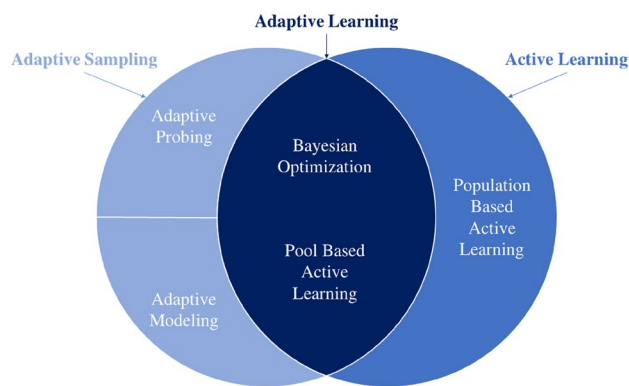 Adaptive Learning
Adaptive Sampling
Active Learning
Adaptive
Probing
Bayesian
Optimization
Population
Based
Active
Learning
Pool Based
Active
Learning
Adaptive
Modeling